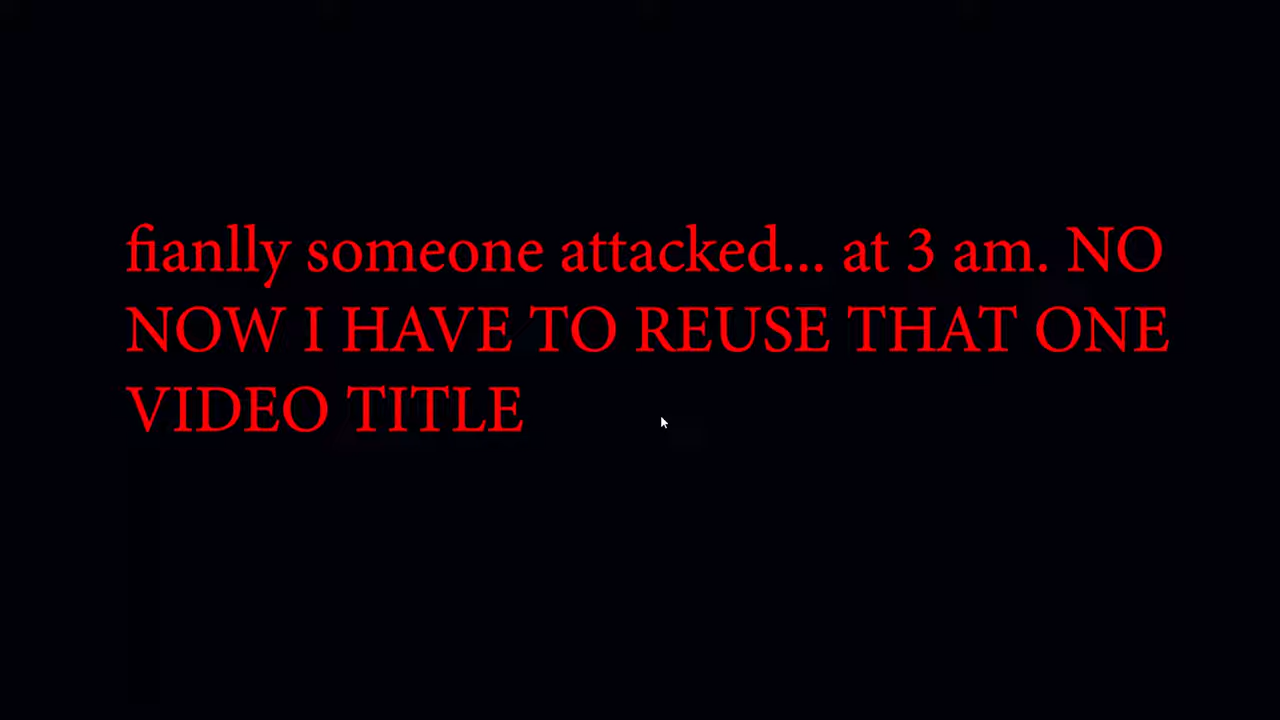 fianlly someone attacked... at 3 am. NO
NOW I HAVE TO REUSE THAT ONE
VIDEO TITLE